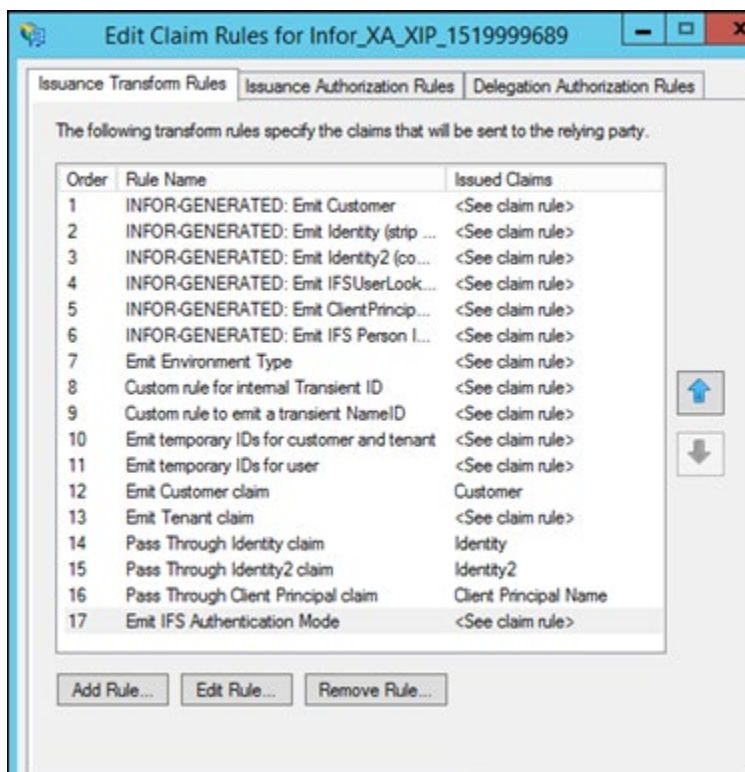 Edit Claim Rules for Infor_XA_XIP_1519999689
Issuance Transform Rules Issuance Authorization Rules Delegation Authorization Rules
The following transform rules specify the claims that will be sent to the relying party.
Order Rule Name Issued Claims
1 INFOR-GENERATED: Emit Customer <See claim rule>
2 INFOR-GENERATED: Emit Identity (strip ... <See claim rule>
3 INFOR-GENERATED: Emit Identity2 (co... <See claim rule>
4 INFOR-GENERATED: Emit IFSUserLook... <See claim rule>
5 INFOR-GENERATED: Emit ClientPrincip... <See claim rule>
6 INFOR-GENERATED: Emit IFS Person I... <See claim rule>
7 Emit Environment Type <See claim rule>
8 Custom rule for internal Transient ID <See claim rule>
9 Custom rule to emit a transient NameID <See claim rule>
10 Emit temporary IDs for customer and tenant <See claim rule>
11 Emit temporary IDs for user <See claim rule>
12 Emit Customer claim Customer
13 Emit Tenant claim <See claim rule>
14 Pass Through Identity claim Identity
15 Pass Through Identity2 claim Identity2
16 Pass Through Client Principal claim Client Principal Name
17 Emit IFS Authentication Mode <See claim rule>
Add Rule... Edit Rule... Remove Rule...